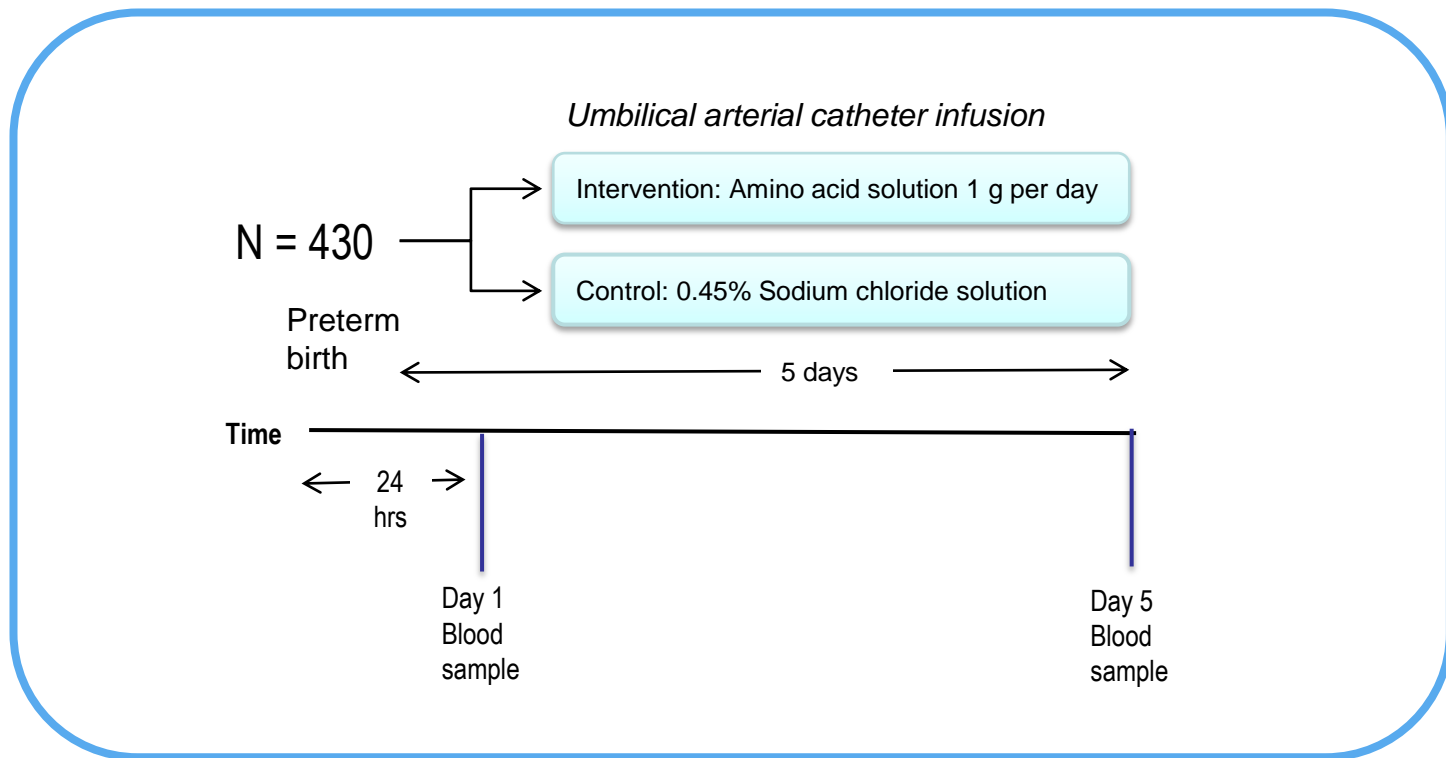 Umbilical arterial catheter infusion
Intervention: Amino acid solution 1 g per day
N = 430
Control: 0.45% Sodium chloride solution
Preterm
birth
5 days
Time
24
hrs
Day 1
Blood
sample
Day 5
Blood
sample